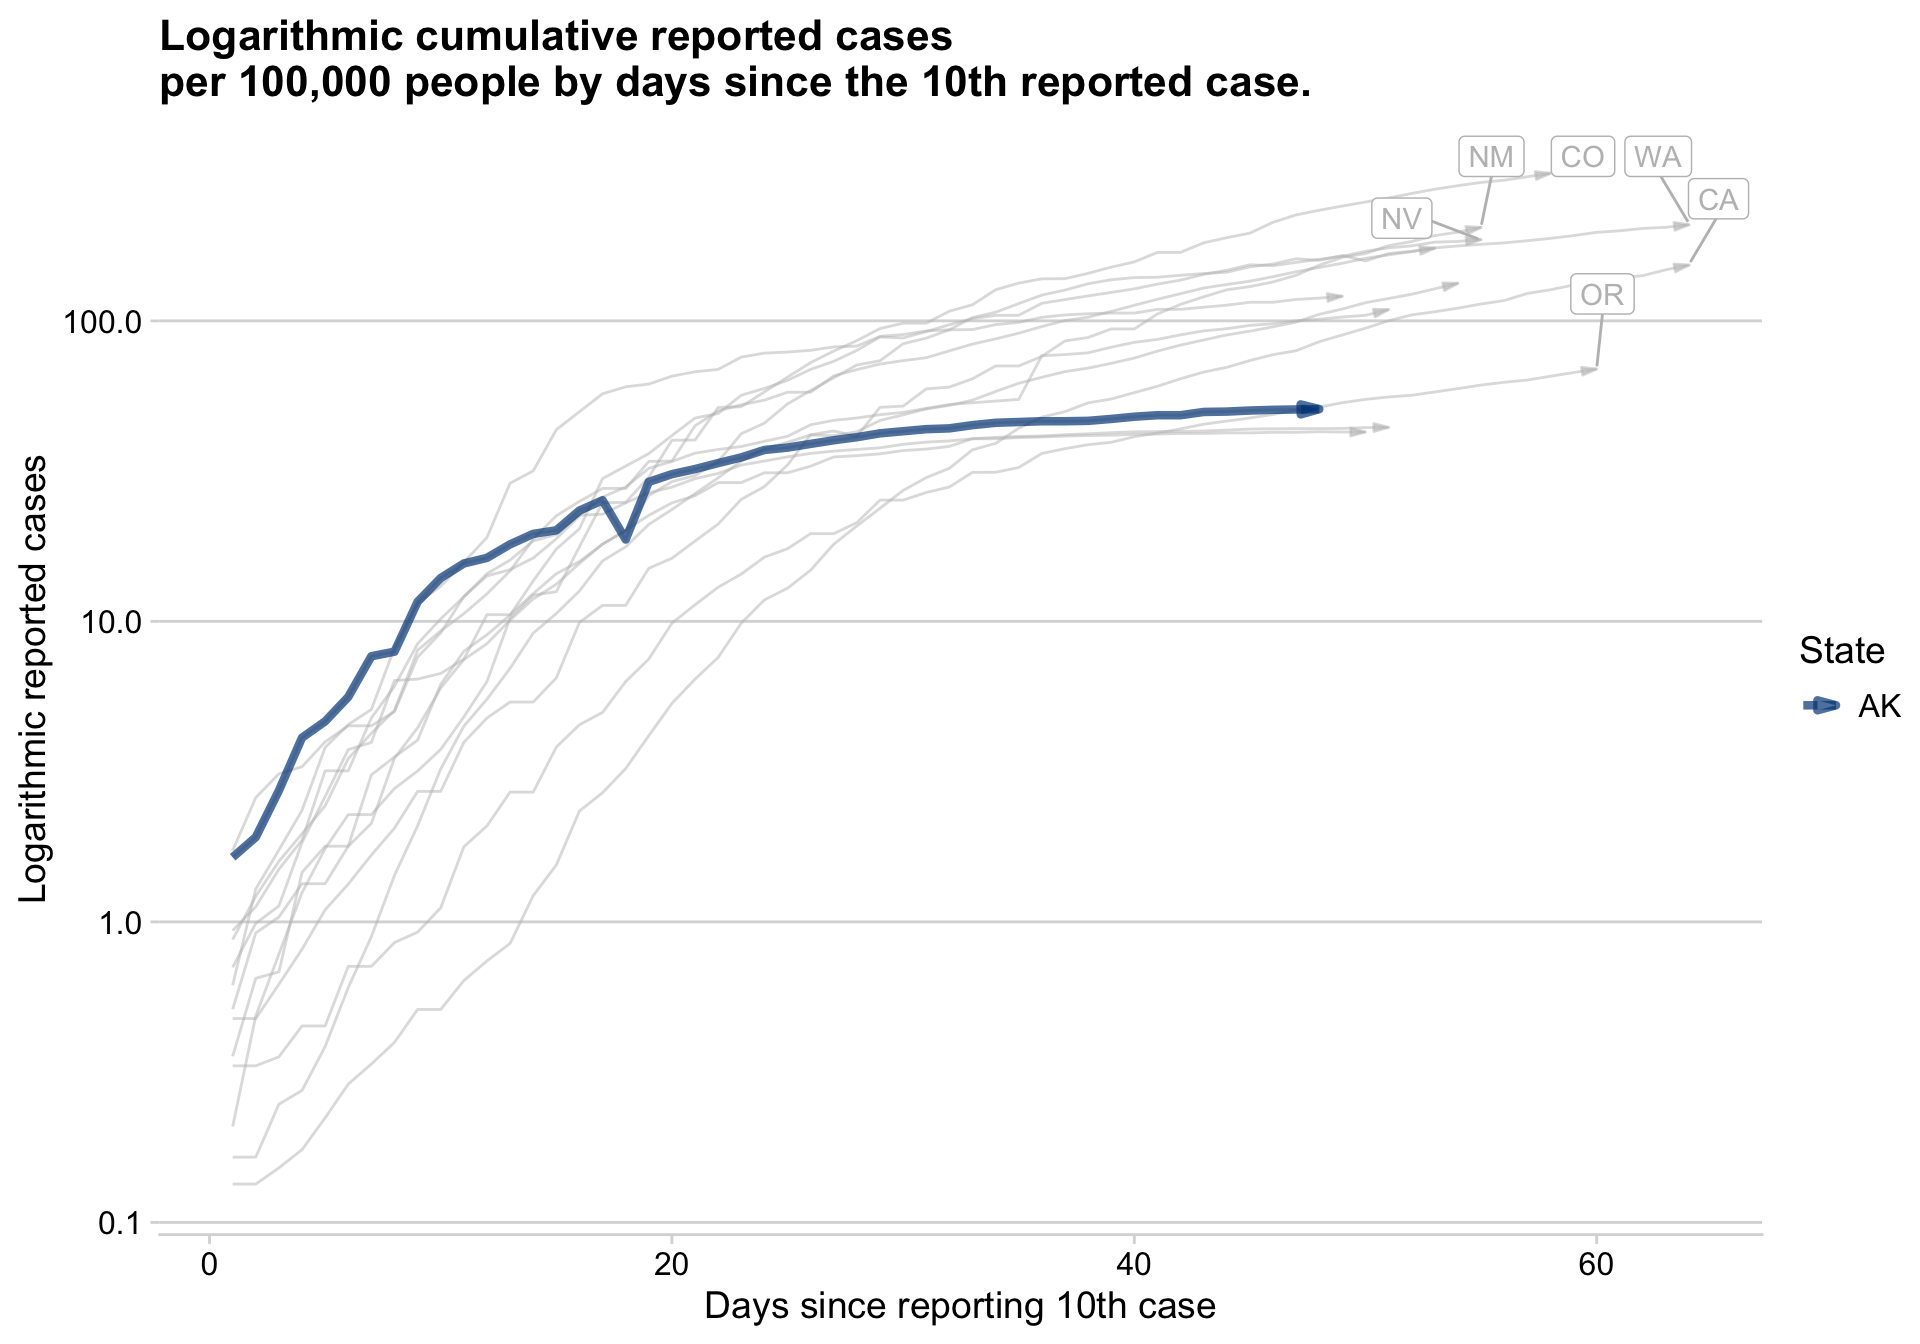 Logarithmic cumulative reported cases
per 100,000 people by days since the 10th reported case.
NM
CO
WA
CA
NV
OR
100.0
10.0
1.0
0.1
Logarithmic reported cases
0
20
40
60
Days since reporting 10th case
State
AK